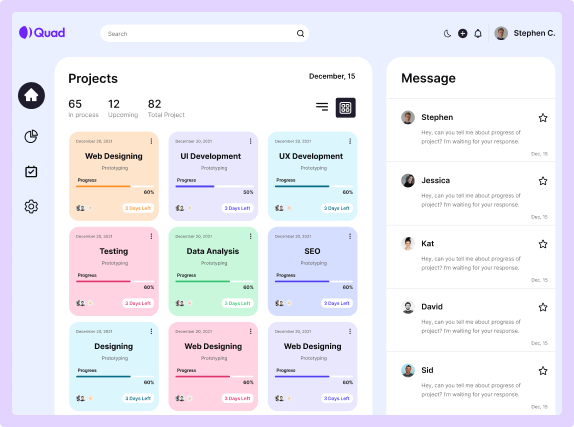 Quad
Search
Stephen C.
Projects
December, 15
65
In process
12
Upcoming
82
Total Project
December 20, 2021
Web Designing
Prototyping
Progress
60%
3 Days Left
December 20, 2021
UI Development
Prototyping
Progress
50%
3 Days Left
December 20, 2021
UX Development
Prototyping
Progress
60%
3 Days Left
December 20, 2021
Testing
Prototyping
Progress
60%
3 Days Left
December 20, 2021
Data Analysis
Prototyping
Progress
60%
3 Days Left
December 20, 2021
SEO
Prototyping
Progress
60%
3 Days Left
December 20, 2021
Designing
Prototyping
Progress
60%
3 Days Left
December 20, 2021
Web Designing
Prototyping
Progress
60%
3 Days Left
December 20, 2021
Web Designing
Prototyping
Progress
60%
3 Days Left
Message
Stephen
Hey, can you tell me about progress of
project? I'm waiting for your response.
Dec, 15
Jessica
Hey, can you tell me about progress of
project? I'm waiting for your response.
Dec, 15
Kat
Hey, can you tell me about progress of
project? I'm waiting for your response.
Dec, 15
David
Hey, can you tell me about progress of
project? I'm waiting for your response.
Dec, 15
Sid
Hey, can you tell me about progress of
project? I'm waiting for your response.
Dec, 15